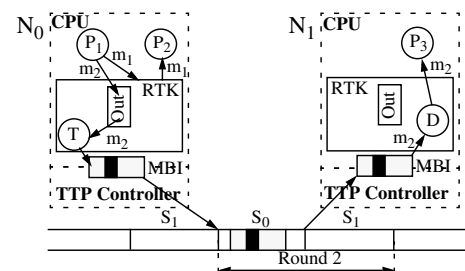 N0 CPU
P1
P2
m1
m2
m1
RTK
Out
T
m2
MBI
TTP Controller
N1 CPU
P3
m2
RTK
Out
D
m2
MBI
TTP Controller
S1
S0
S1
Round 2